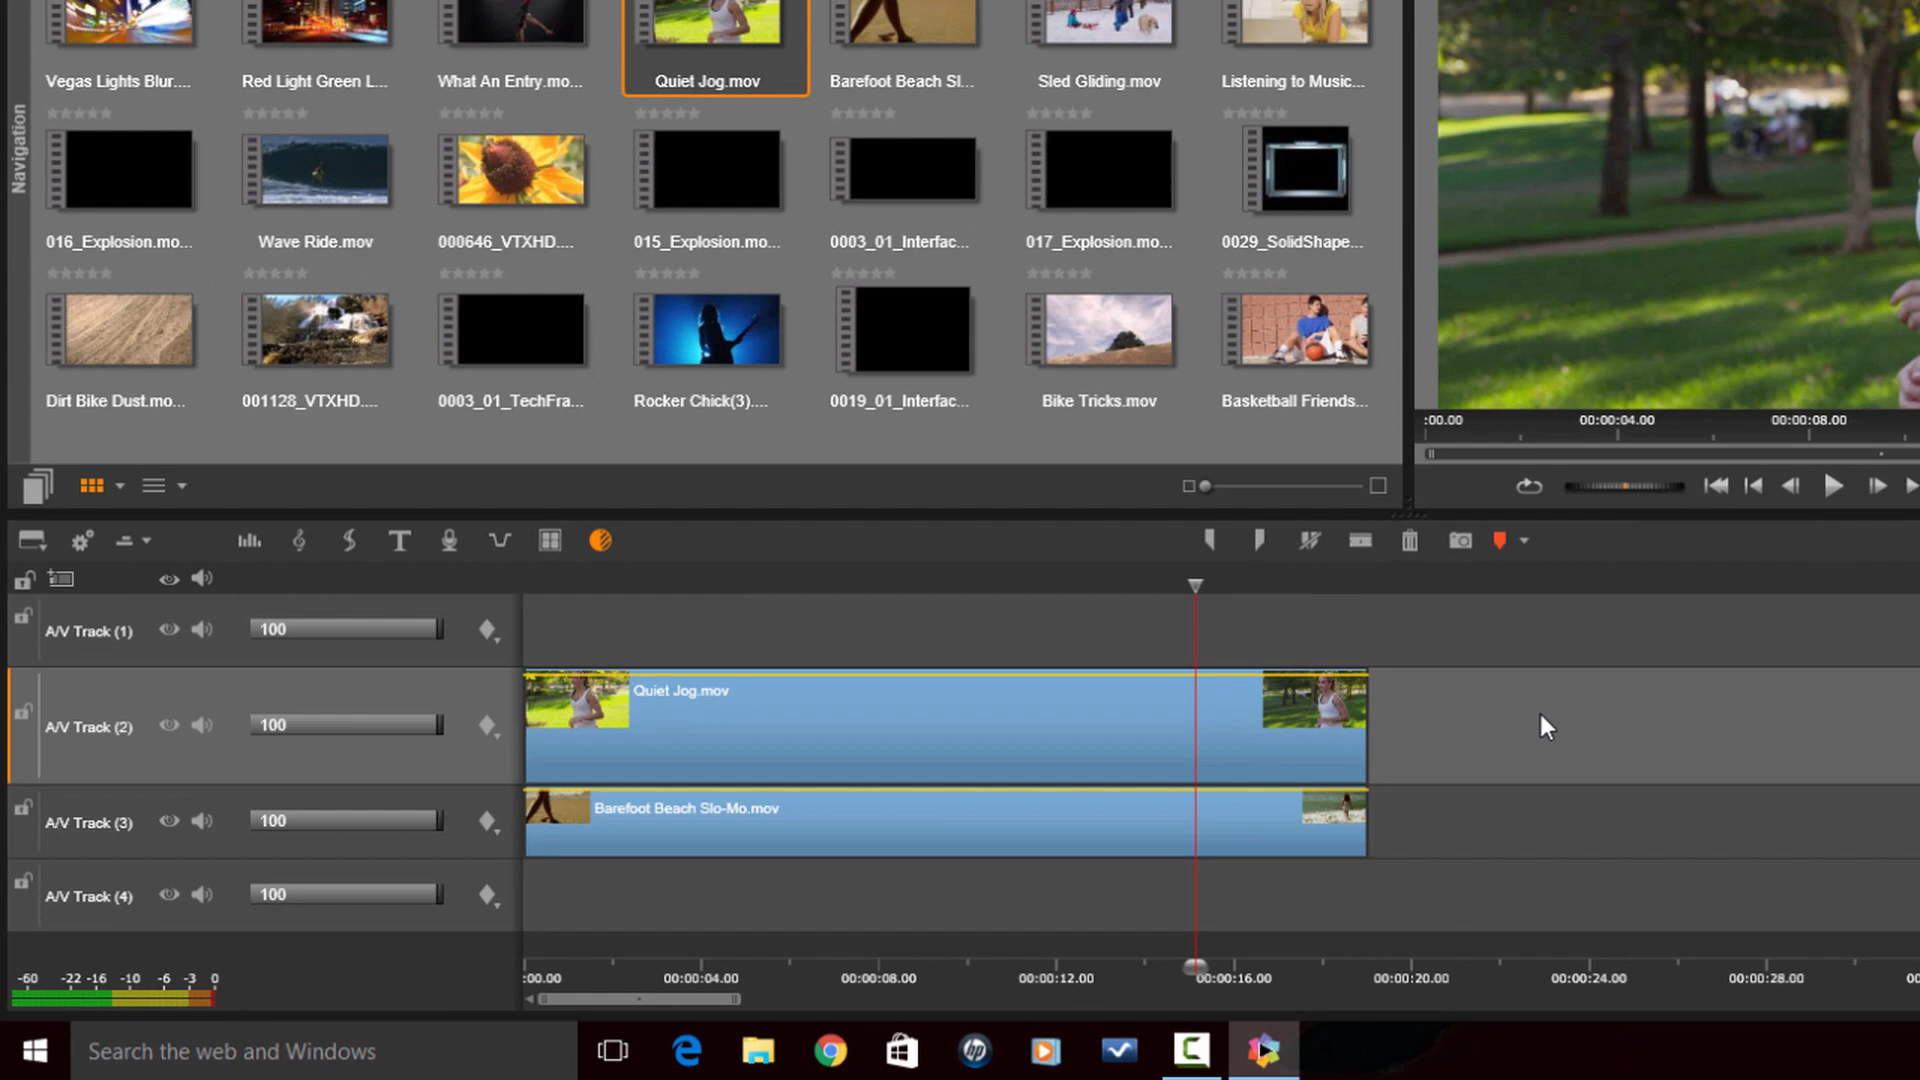 Vegas Lights Blur....
Red Light Green L...
What An Entry.mo...
Quiet Jog.mov
Barefoot Beach Sl...
Sled Gliding.mov
Listening to Music...
Navigation
016_Explosion.mo...
Wave Ride.mov
000646_VTXHD....
015_Explosion.mo...
0003_01_Interfac...
017_Explosion.mo...
0029_SolidShape...
Dirt Bike Dust.mo...
001128_VTXHD....
0003_01_TechFra...
Rocker Chick(3)....
0019_01_Interfac...
Bike Tricks.mov
Basketball Friends...
:00.00
00:00:04.00
00:00:08.00
A/V Track (1)
100
A/V Track (2)
100
Quiet Jog.mov
A/V Track (3)
100
Barefoot Beach Slo-Mo.mov
A/V Track (4)
100
-60 -22 -16 -10 -6 -3 0
:00.00
00:00:04.00
00:00:08.00
00:00:12.00
00:00:16.00
00:00:20.00
00:00:24.00
00:00:28.00
Search the web and Windows
hp